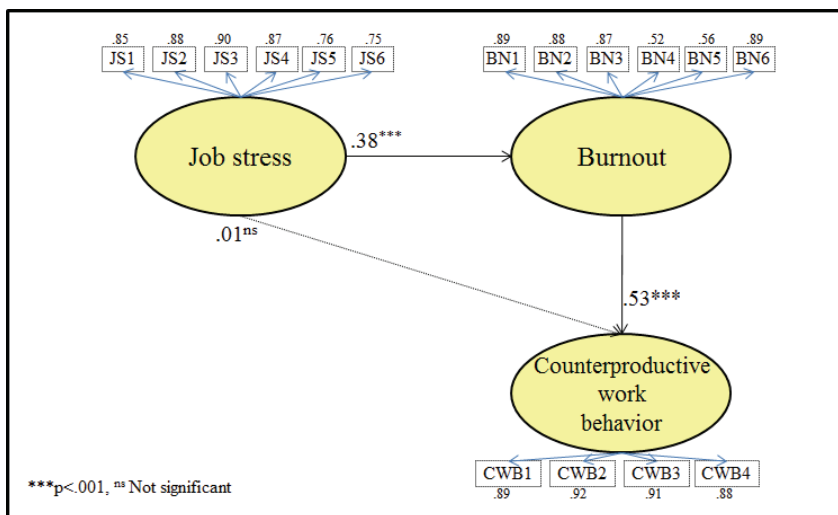 .85 .88 .90 .87 .76 .75
JS1 JS2 JS3 JS4 JS5 JS6
.89 .88 .87 .52 .56 .89
BN1 BN2 BN3 BN4 BN5 BN6
Job stress
.38***
Burnout
.01ns
.53***
Counterproductive
work
behavior
CWB1 CWB2 CWB3 CWB4
.89 .92 .91 .88
***p<.001, ns Not significant